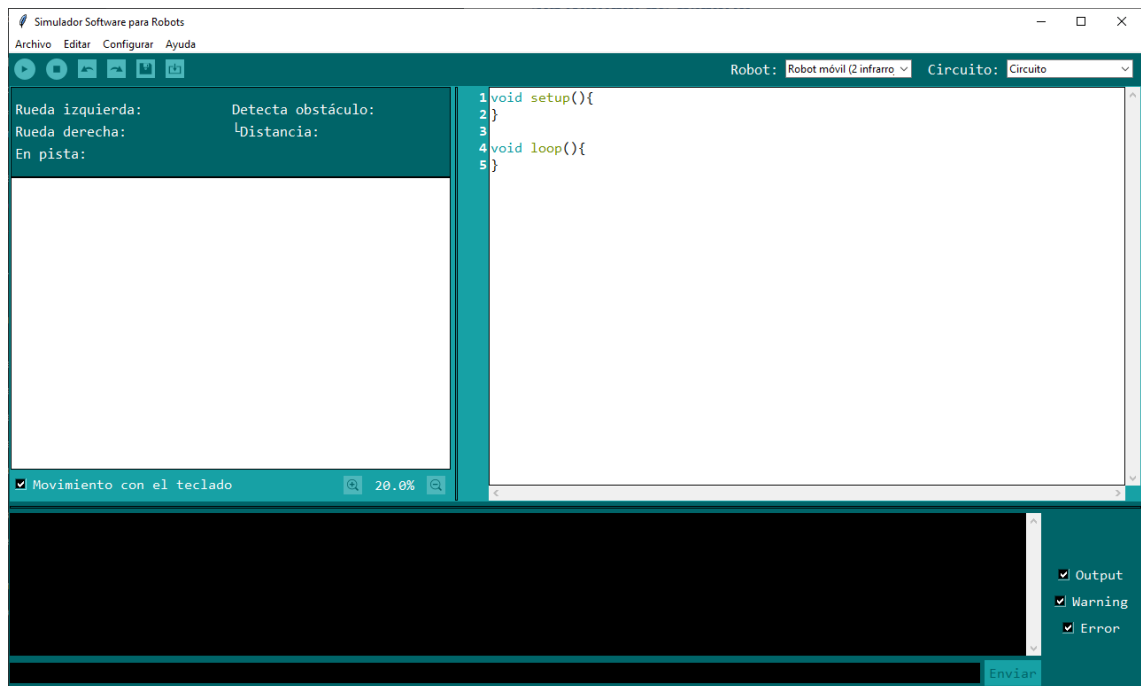 Simulador Software para Robots
Archivo Editar Configurar Ayuda
Robot: Robot móvil (2 infrarro Circuito: Circuito
Rueda izquierda: Detecta obstáculo:
Rueda derecha: └Distancia:
En pista:
1 void setup(){
2 }
3
4 void loop(){
5 }
Movimiento con el teclado 20.0%
Output
Warning
Error
Enviar